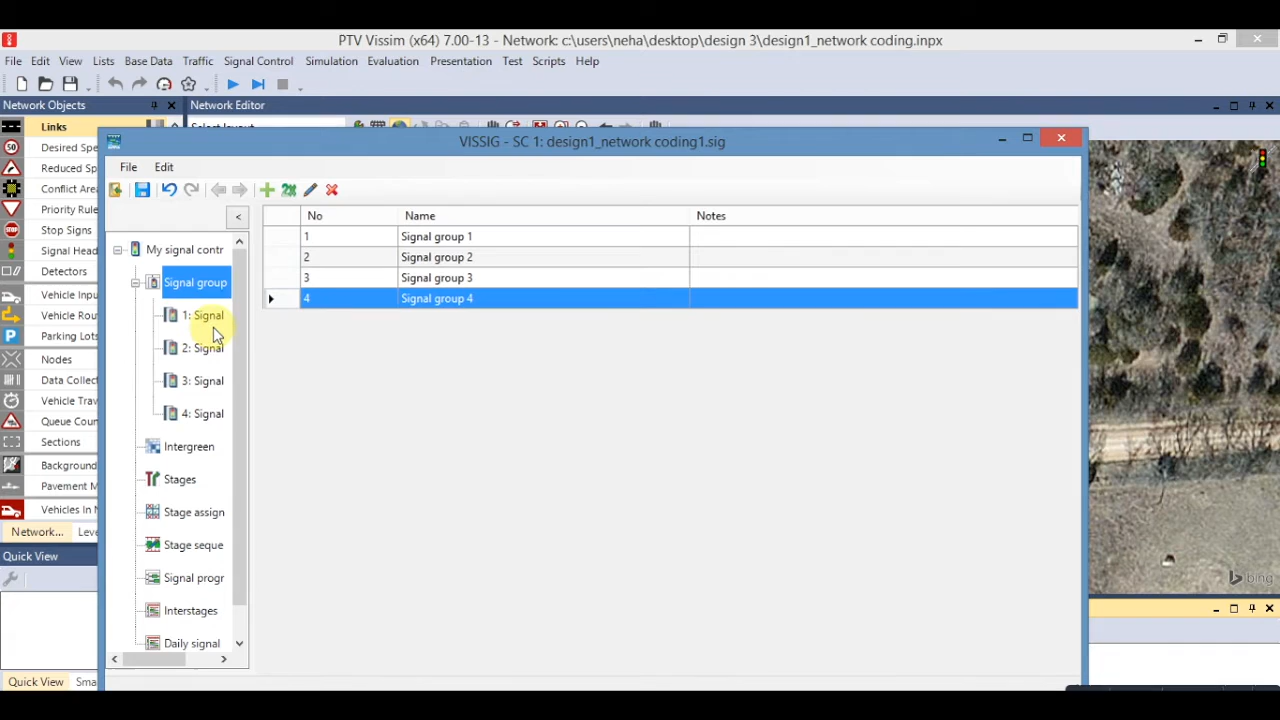 PTV Vissim (x64) 7.00-13 - Network: c:\users\neha\desktop\design 3\design1_network coding.inpx
File Edit View Lists Base Data Traffic Signal Control Simulation Evaluation Presentation Test Scripts Help
Network Objects
Network Editor
Links
Desired Spe
Reduced Sp
Conflict Area
Priority Rule
Stop Signs
Signal Head
Detectors
Vehicle Inpu
Vehicle Rou
Parking Lots
Nodes
Data Collect
Vehicle Trav
Queue Coun
Sections
Background
Pavement M
Vehicles In N
Network... Leve
Quick View
Quick View Sma
VISSIG - SC 1: design1_network coding1.sig
File Edit
<
My signal contr
Signal group
1: Signal
2: Signal
3: Signal
4: Signal
Intergreen
Stages
Stage assign
Stage seque
Signal progr
Interstages
Daily signal
No Name Notes
1 Signal group 1
2 Signal group 2
3 Signal group 3
4 Signal group 4
bing